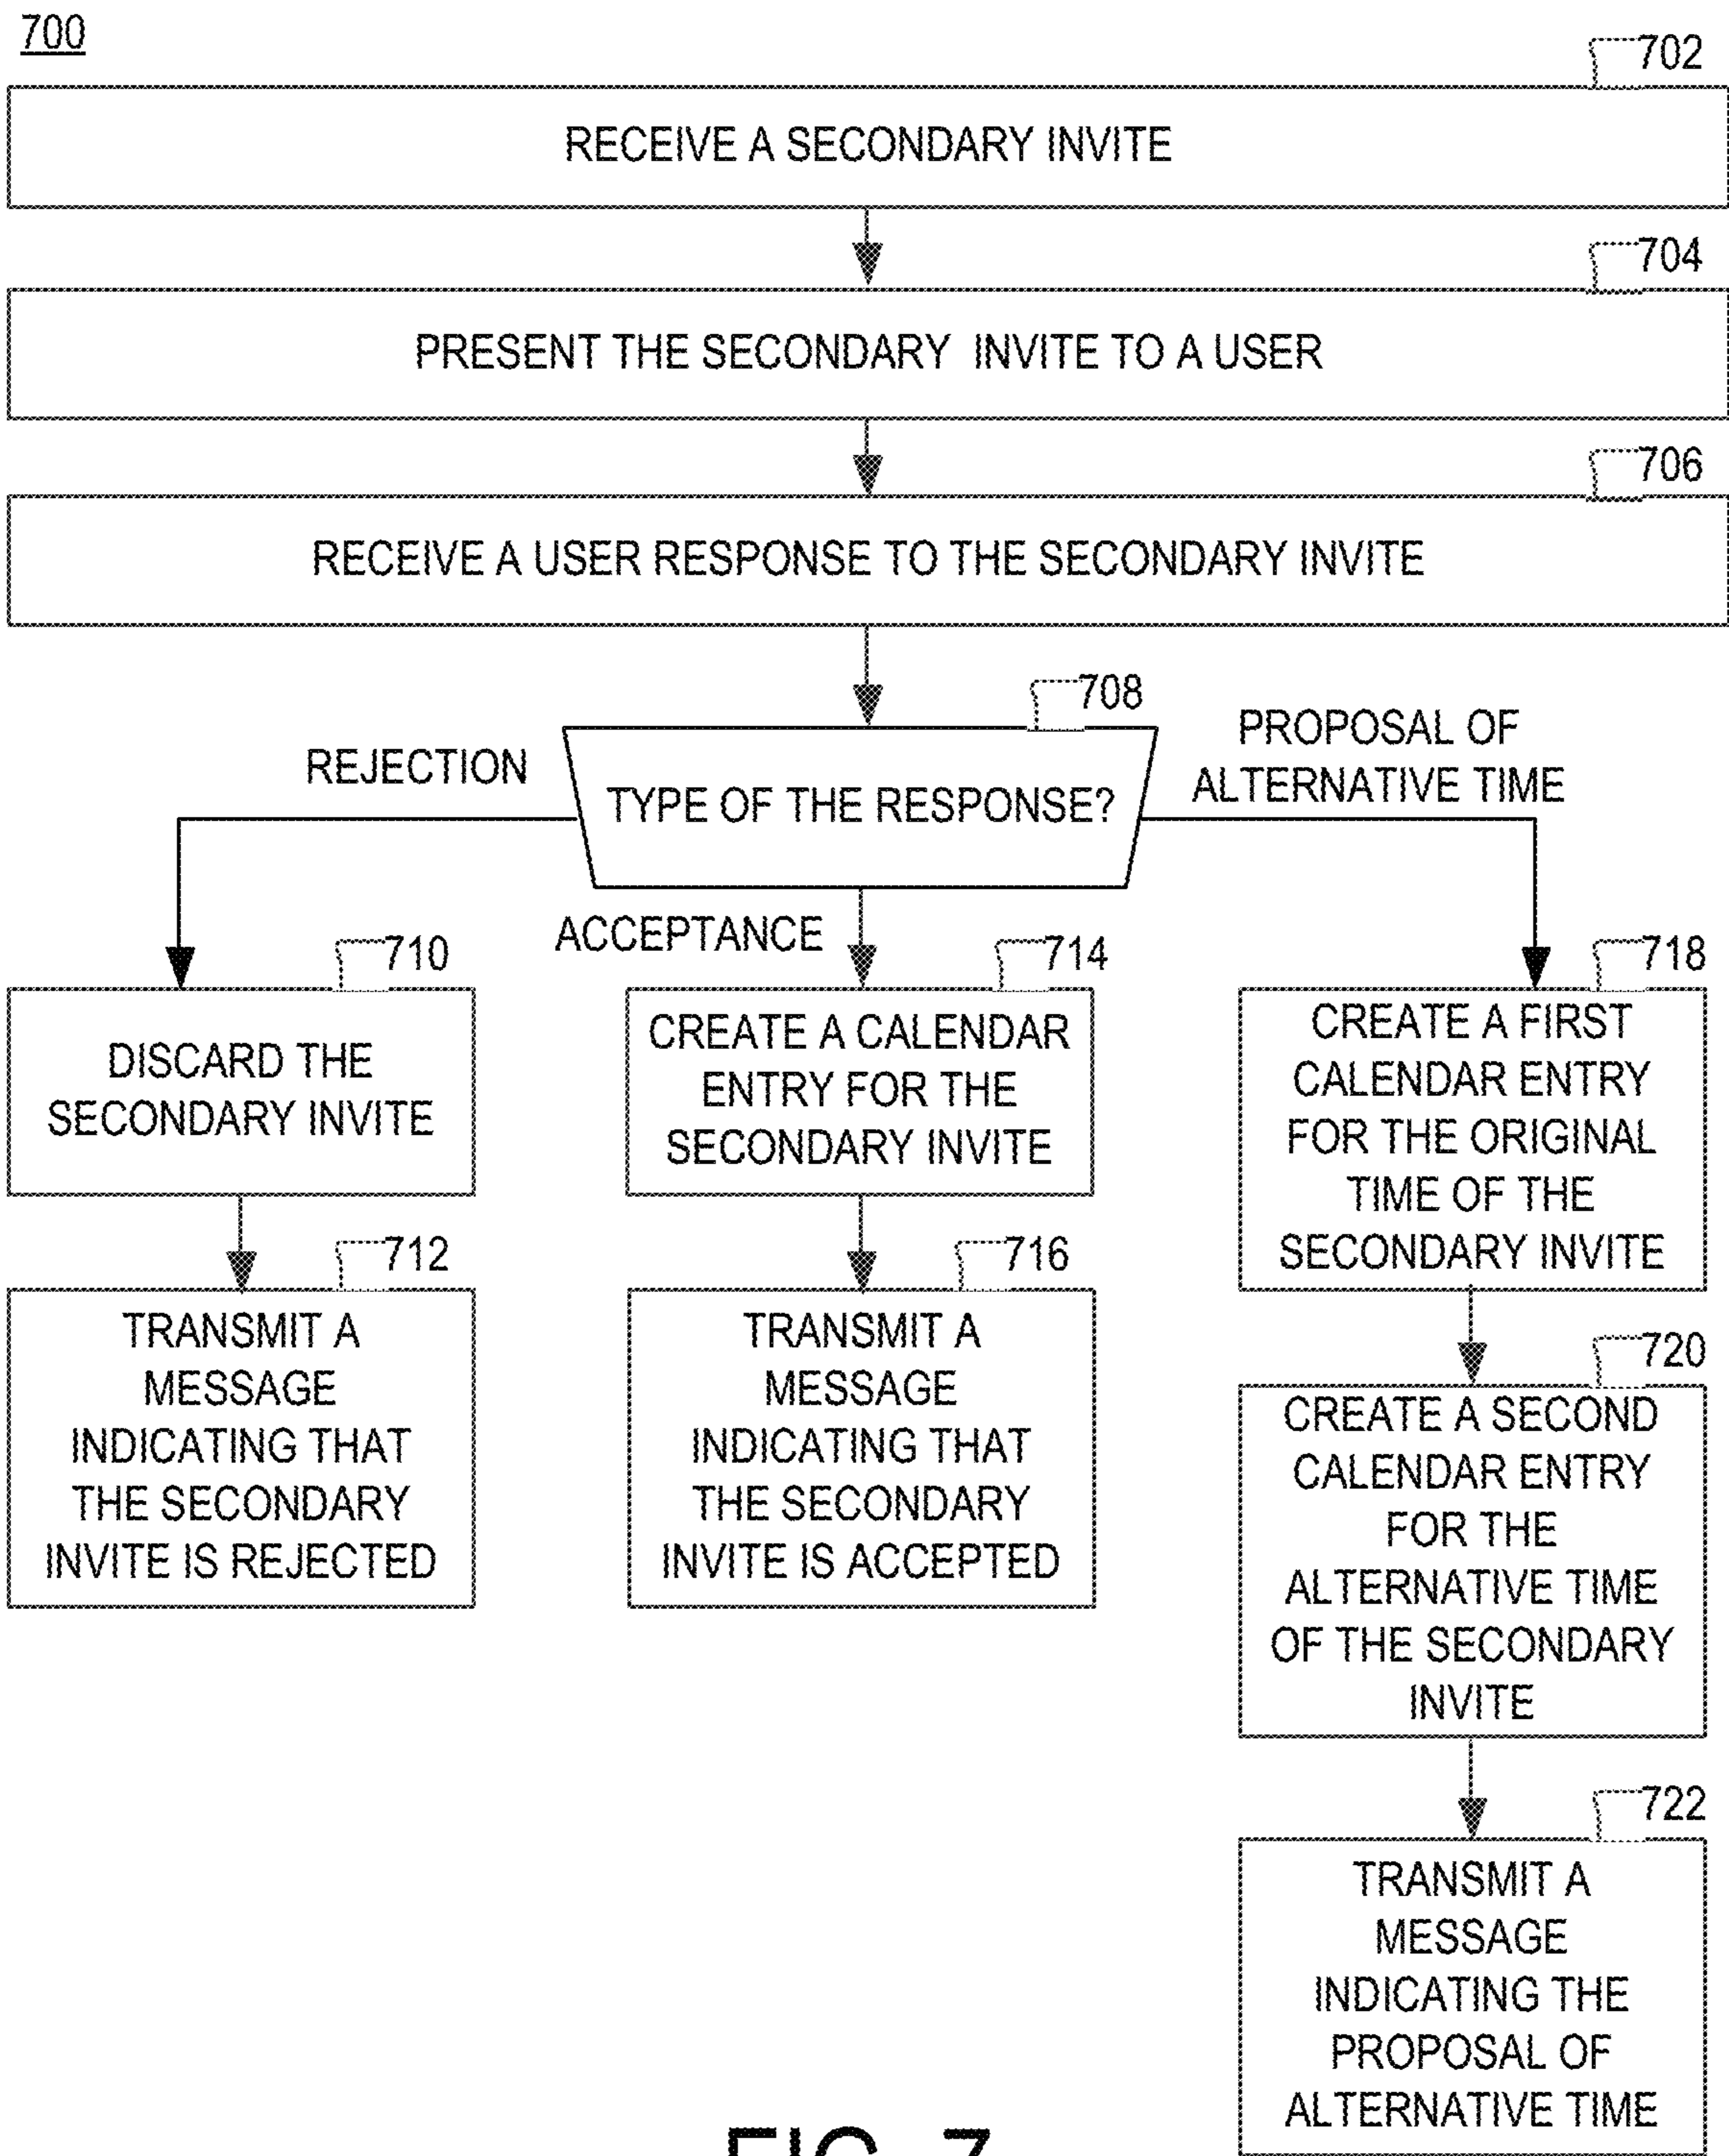 700
702
RECEIVE A SECONDARY INVITE
704
PRESENT THE SECONDARY INVITE TO A USER
706
RECEIVE A USER RESPONSE TO THE SECONDARY INVITE
708
TYPE OF THE RESPONSE?
REJECTION
ACCEPTANCE
PROPOSAL OF
ALTERNATIVE TIME
710
DISCARD THE
SECONDARY INVITE
712
TRANSMIT A
MESSAGE
INDICATING THAT
THE SECONDARY
INVITE IS REJECTED
714
CREATE A CALENDAR
ENTRY FOR THE
SECONDARY INVITE
716
TRANSMIT A
MESSAGE
INDICATING THAT
THE SECONDARY
INVITE IS ACCEPTED
718
CREATE A FIRST
CALENDAR ENTRY
FOR THE ORIGINAL
TIME OF THE
SECONDARY INVITE
720
CREATE A SECOND
CALENDAR ENTRY
FOR THE
ALTERNATIVE TIME
OF THE SECONDARY
INVITE
722
TRANSMIT A
MESSAGE
INDICATING THE
PROPOSAL OF
ALTERNATIVE TIME
FIG. 7